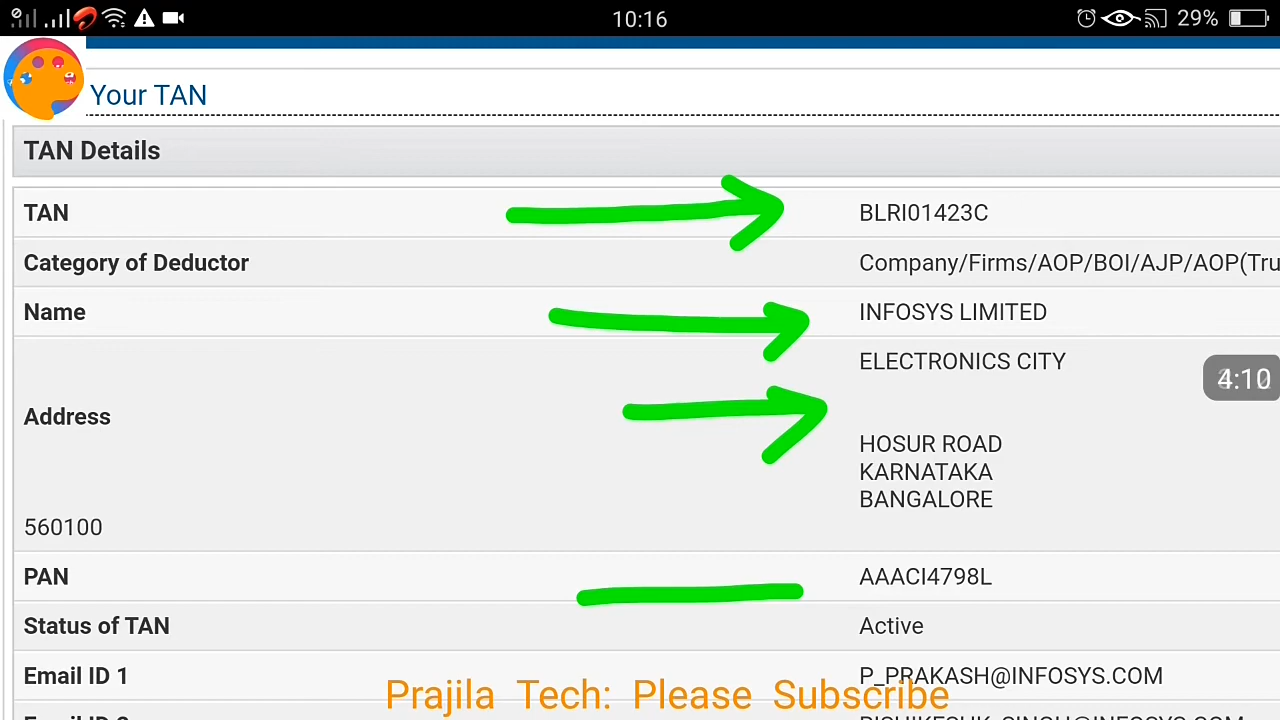 10:16
29%
Your TAN
TAN Details
TAN BLRI01423C
Category of Deductor Company/Firms/AOP/BOI/AJP/AOP(Tru
Name INFOSYS LIMITED
ELECTRONICS CITY
4:10
Address
HOSUR ROAD
KARNATAKA
BANGALORE
560100
PAN AAACI4798L
Status of TAN Active
Email ID 1 P_PRAKASH@INFOSYS.COM
Prajila Tech: Please Subscribe